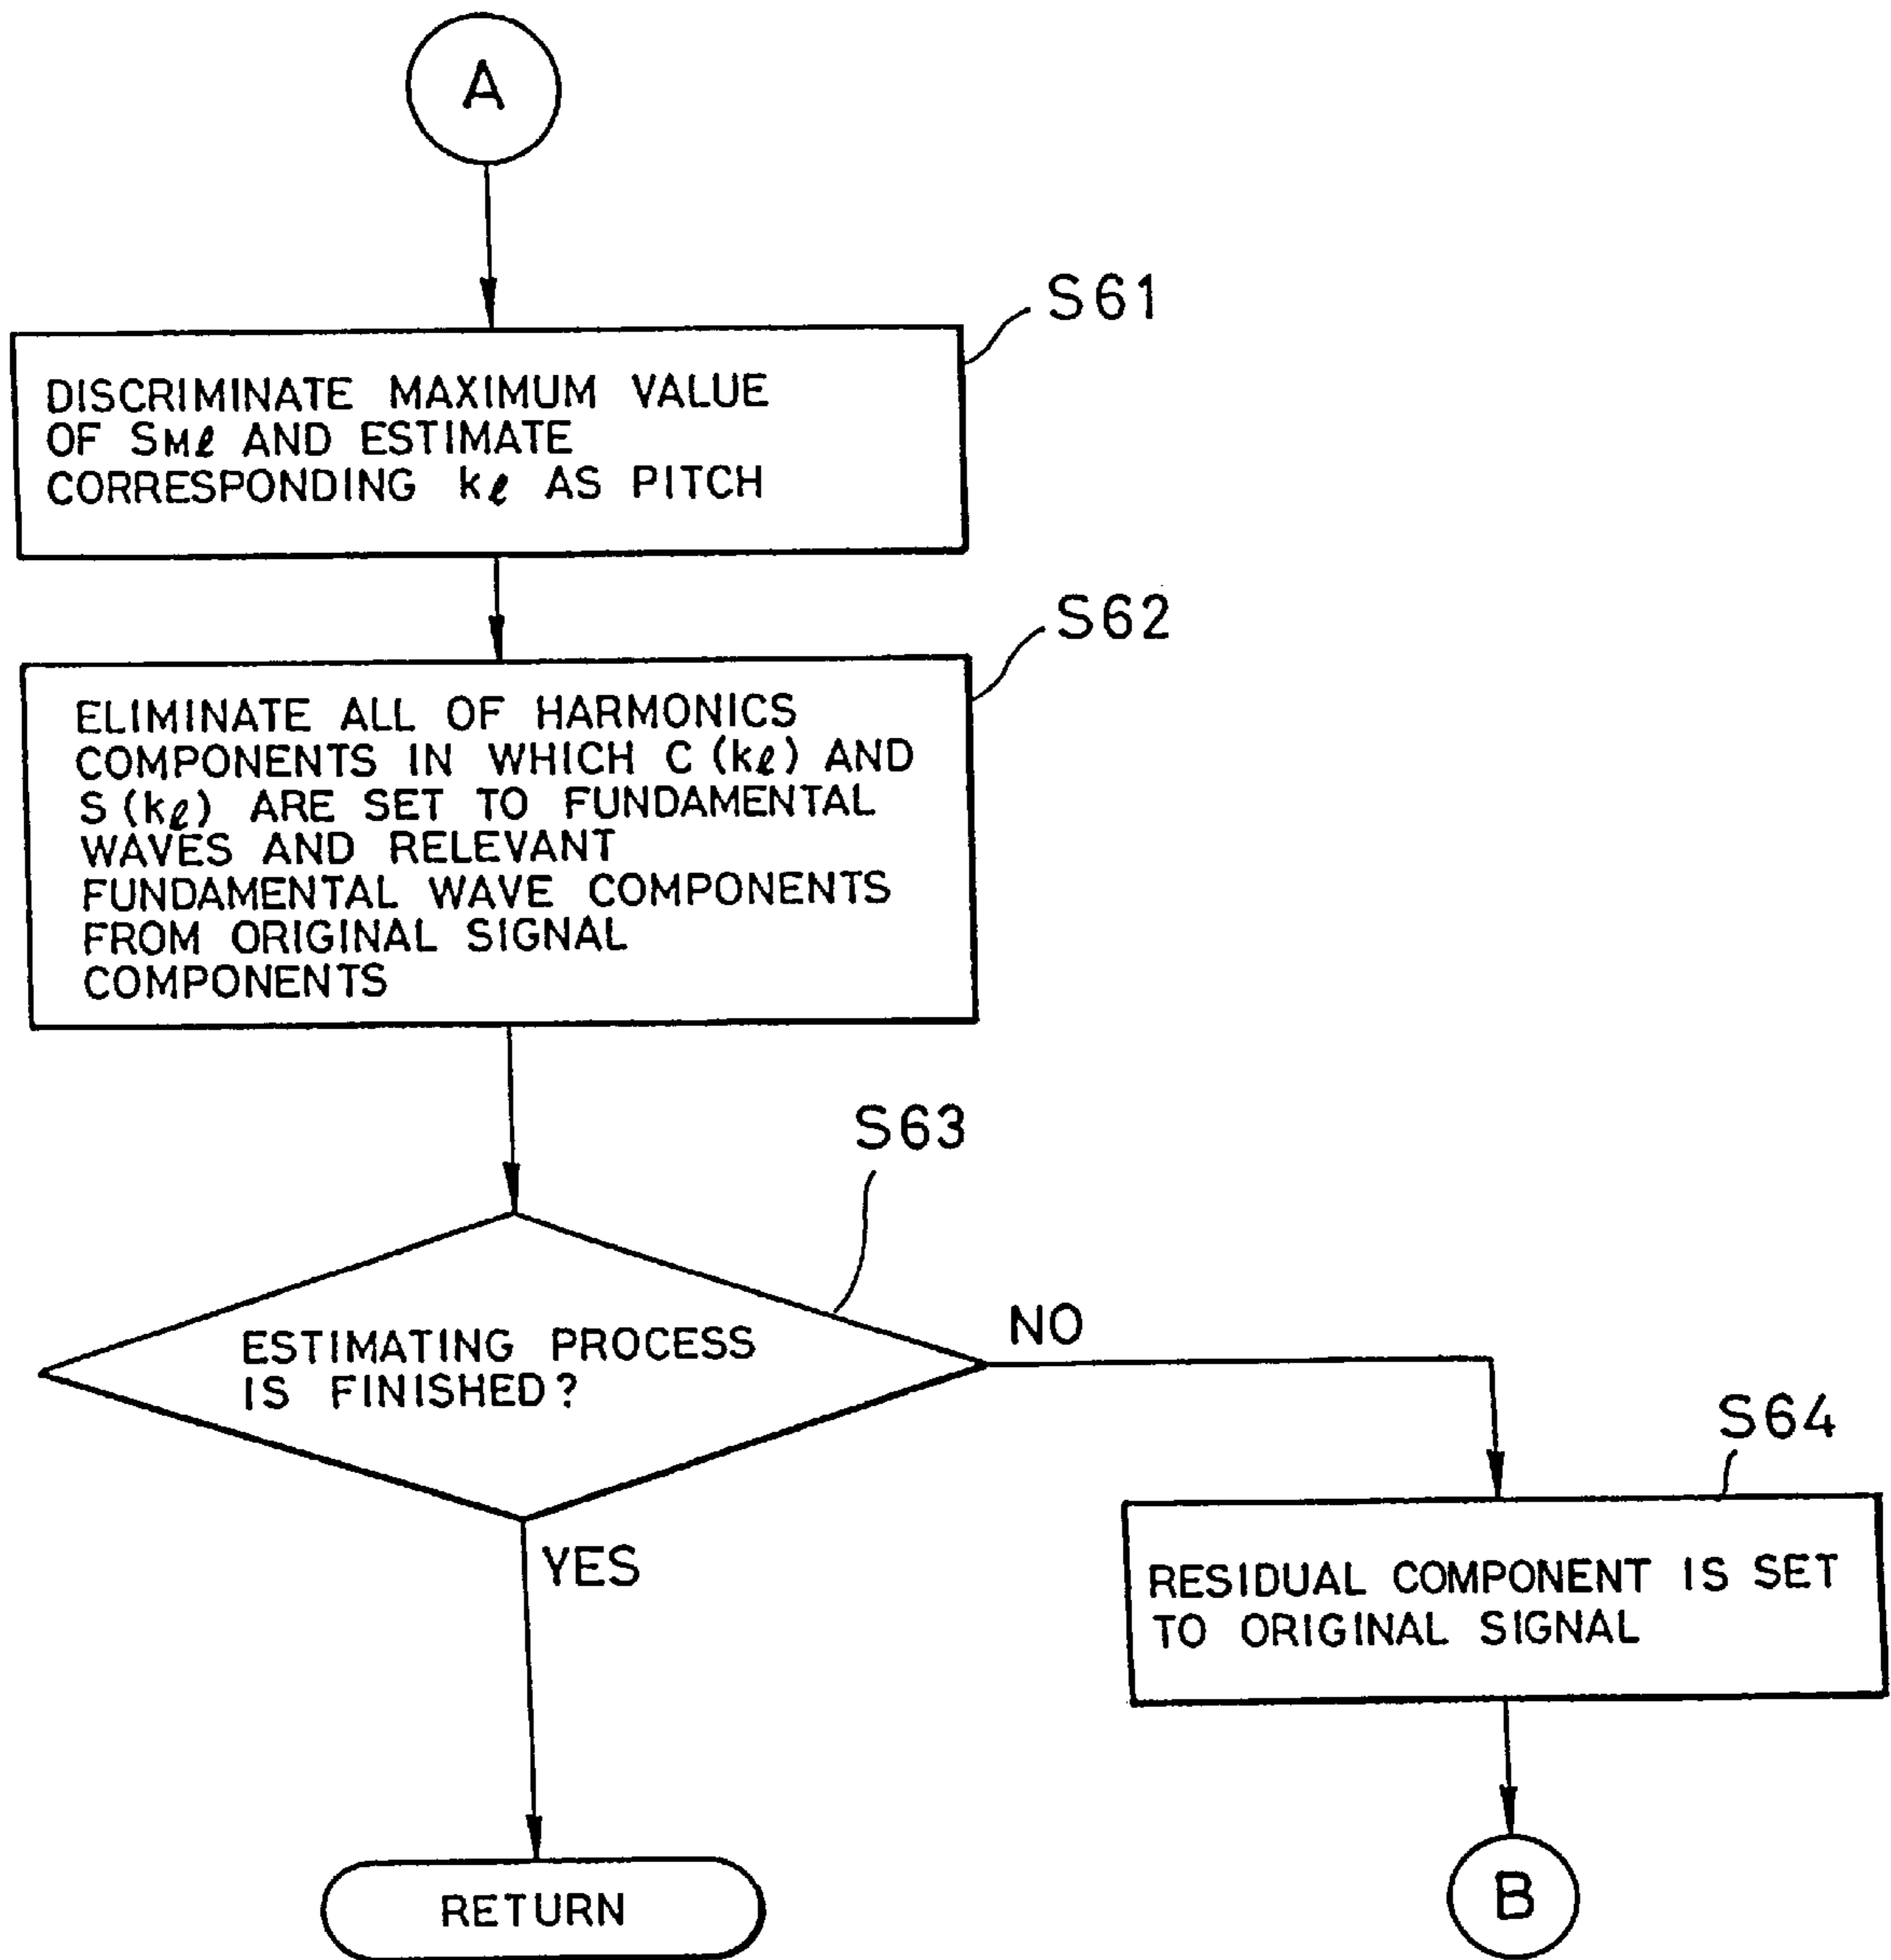 A
S61
DISCRIMINATE MAXIMUM VALUE
OF SMℓ AND ESTIMATE
CORRESPONDING kℓ AS PITCH
S62
ELIMINATE ALL OF HARMONICS
COMPONENTS IN WHICH C (kℓ) AND
S (kℓ) ARE SET TO FUNDAMENTAL
WAVES AND RELEVANT
FUNDAMENTAL WAVE COMPONENTS
FROM ORIGINAL SIGNAL
COMPONENTS
S63
ESTIMATING PROCESS
IS FINISHED?
NO
YES
S64
RESIDUAL COMPONENT IS SET
TO ORIGINAL SIGNAL
RETURN
B